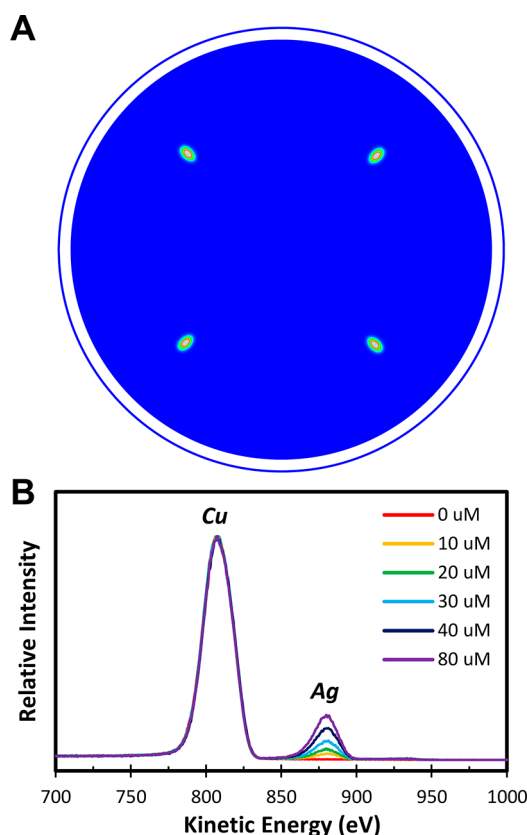 A
B
Cu
Ag
0 uM
10 uM
20 uM
30 uM
40 uM
80 uM
Relative Intensity
700 750 800 850 900 950 1000
Kinetic Energy (eV)